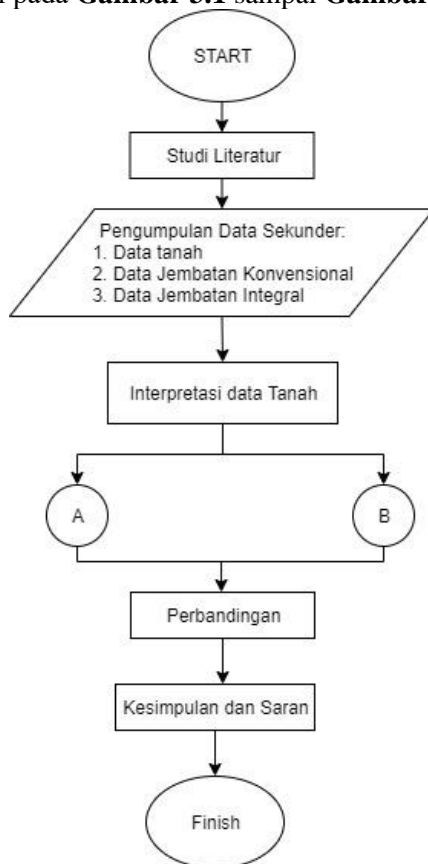 pada Gambar 3.1 sampai Gambar
START
Studi Literatur
Pengumpulan Data Sekunder:
1. Data tanah
2. Data Jembatan Konvensional
3. Data Jembatan Integral
Interpretasi data Tanah
A
B
Perbandingan
Kesimpulan dan Saran
Finish